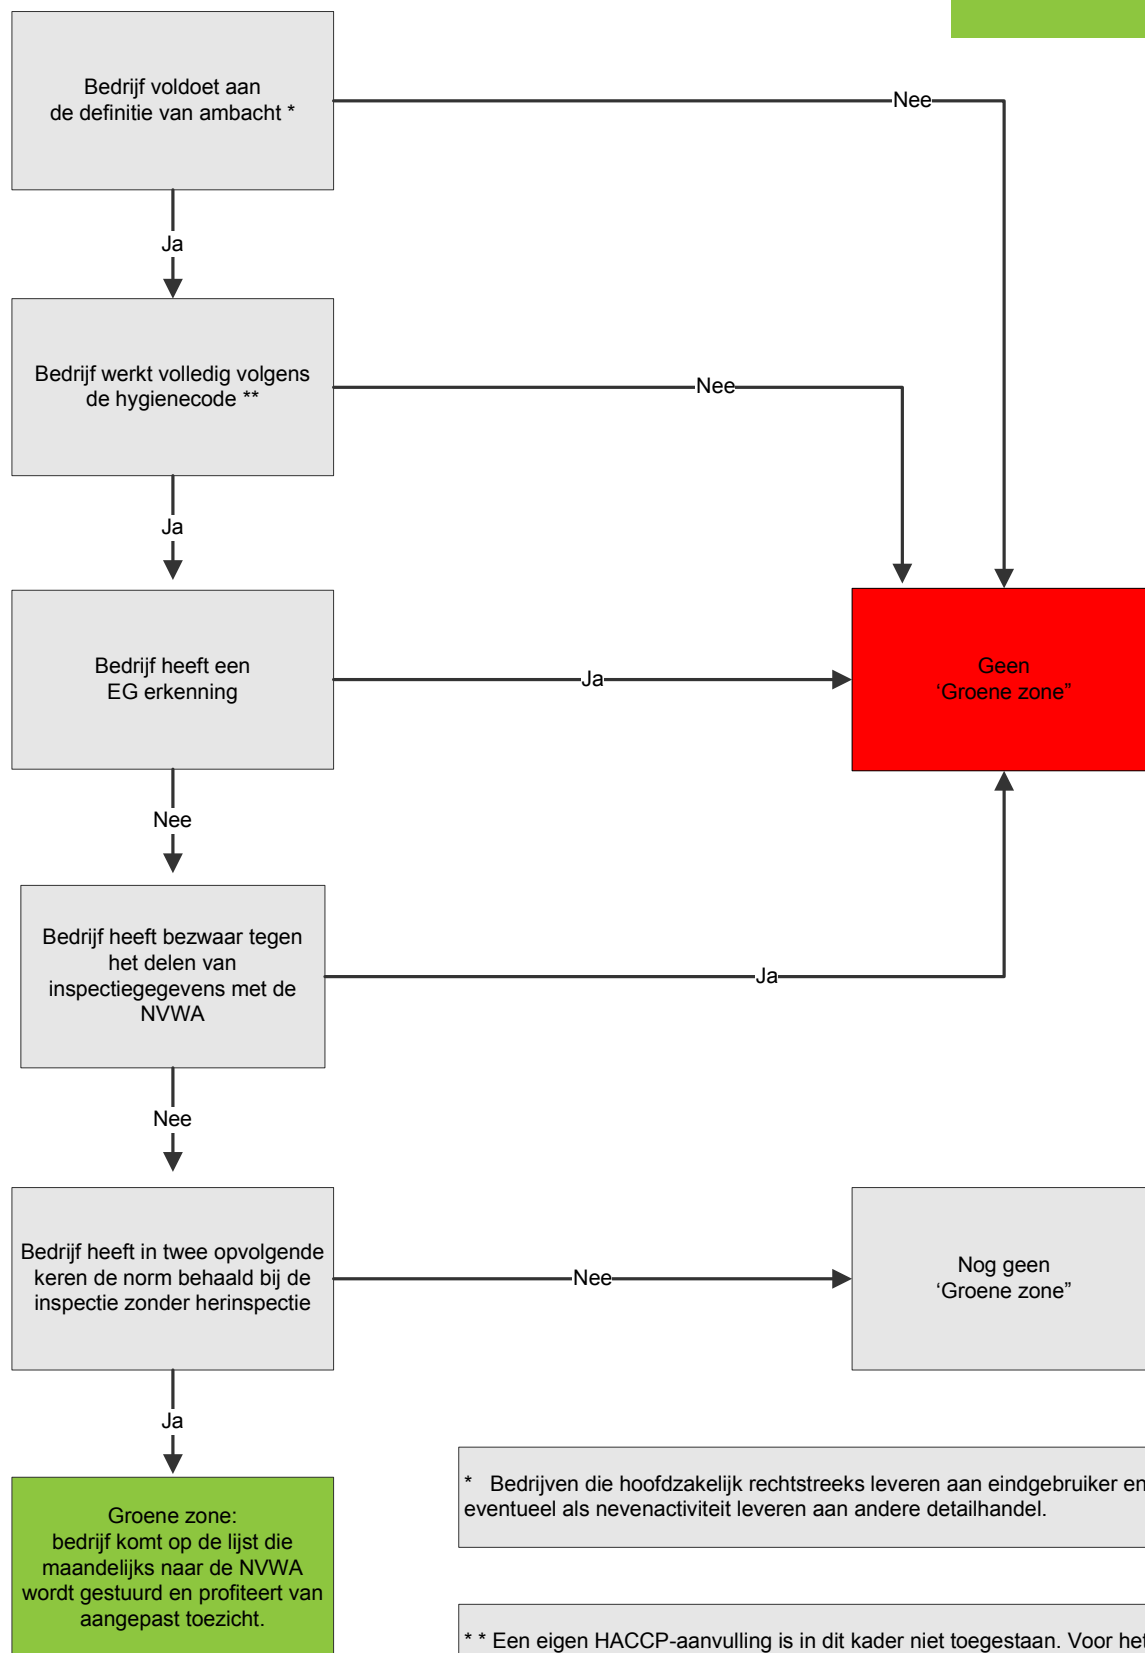 Bedrijf voldoet aan
de definitie van ambacht *
Nee
Ja
Bedrijf werkt volledig volgens
de hygienecode **
Nee
Ja
Bedrijf heeft een
EG erkenning
Ja
Geen
‘Groene zone”
Nee
Bedrijf heeft bezwaar tegen
het delen van
inspectiegegevens met de
NVWA
Ja
Nee
Bedrijf heeft in twee opvolgende
keren de norm behaald bij de
inspectie zonder herinspectie
Nee
Nog geen
‘Groene zone”
Ja
Groene zone:
bedrijf komt op de lijst die
maandelijks naar de NVWA
wordt gestuurd en profiteert van
aangepast toezicht.
* Bedrijven die hoofdzakelijk rechtstreeks leveren aan eindgebruiker en
eventueel als nevenactiviteit leveren aan andere detailhandel.
* * Een eigen HACCP-aanvulling is in dit kader niet toegestaan. Voor het